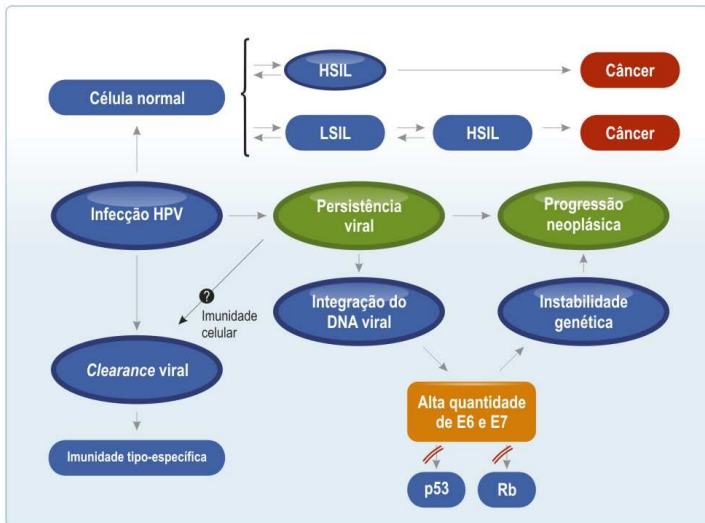 HSIL
Câncer
Célula normal
LSIL
HSIL
Câncer
Infecção HPV
Persistência
viral
Progressão
neoplásica
?
Imunidade
celular
Integração do
DNA viral
Instabilidade
genética
Clearance viral
Alta quantidade
de E6 e E7
Imunidade tipo-específica
p53
Rb